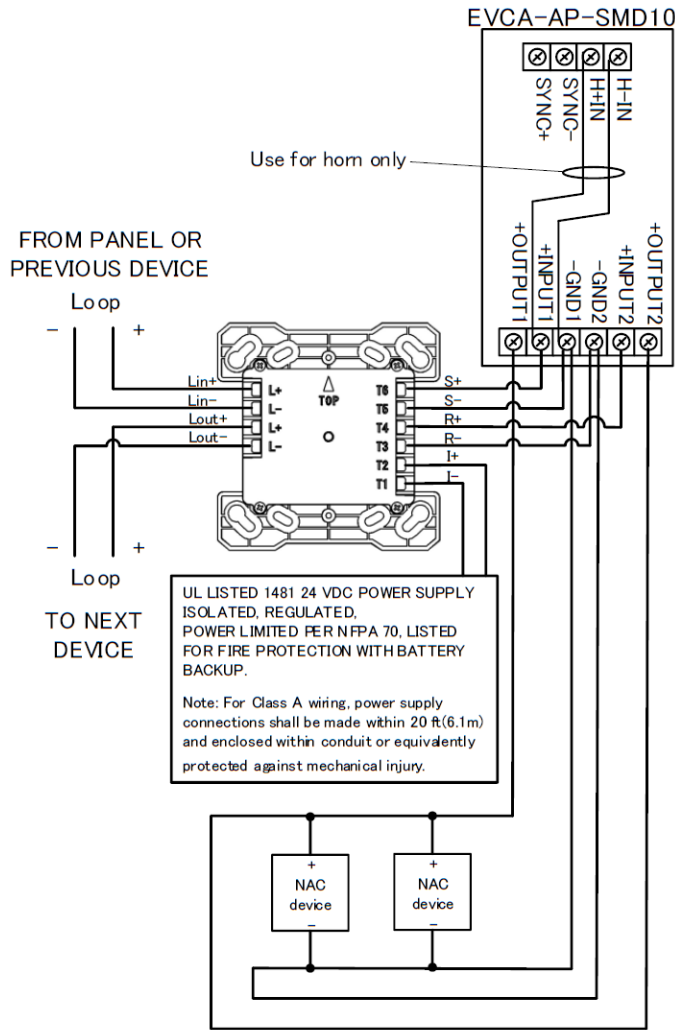 EVCA-AP-SMD10
SYNC+
SYNC-
H+IN
H-IN
Use for horn only
+OUTPUT1
+INPUT1
-GND1
-GND2
+INPUT2
+OUTPUT2
FROM PANEL OR
PREVIOUS DEVICE
Loop
- +
Lin+
Lin-
Lout+
Lout-
L+
L-
L+
L-
TOP
T6
T5
T4
T3
T2
T1
S+
S-
R+
R-
I+
I-
- +
Loop
TO NEXT
DEVICE
UL LISTED 1481 24 VDC POWER SUPPLY
ISOLATED, REGULATED,
POWER LIMITED PER NFPA 70, LISTED
FOR FIRE PROTECTION WITH BATTERY
BACKUP.
Note: For Class A wiring, power supply
connections shall be made within 20 ft(6.1m)
and enclosed within conduit or equivalently
protected against mechanical injury.
+
NAC
device
-
+
NAC
device
-